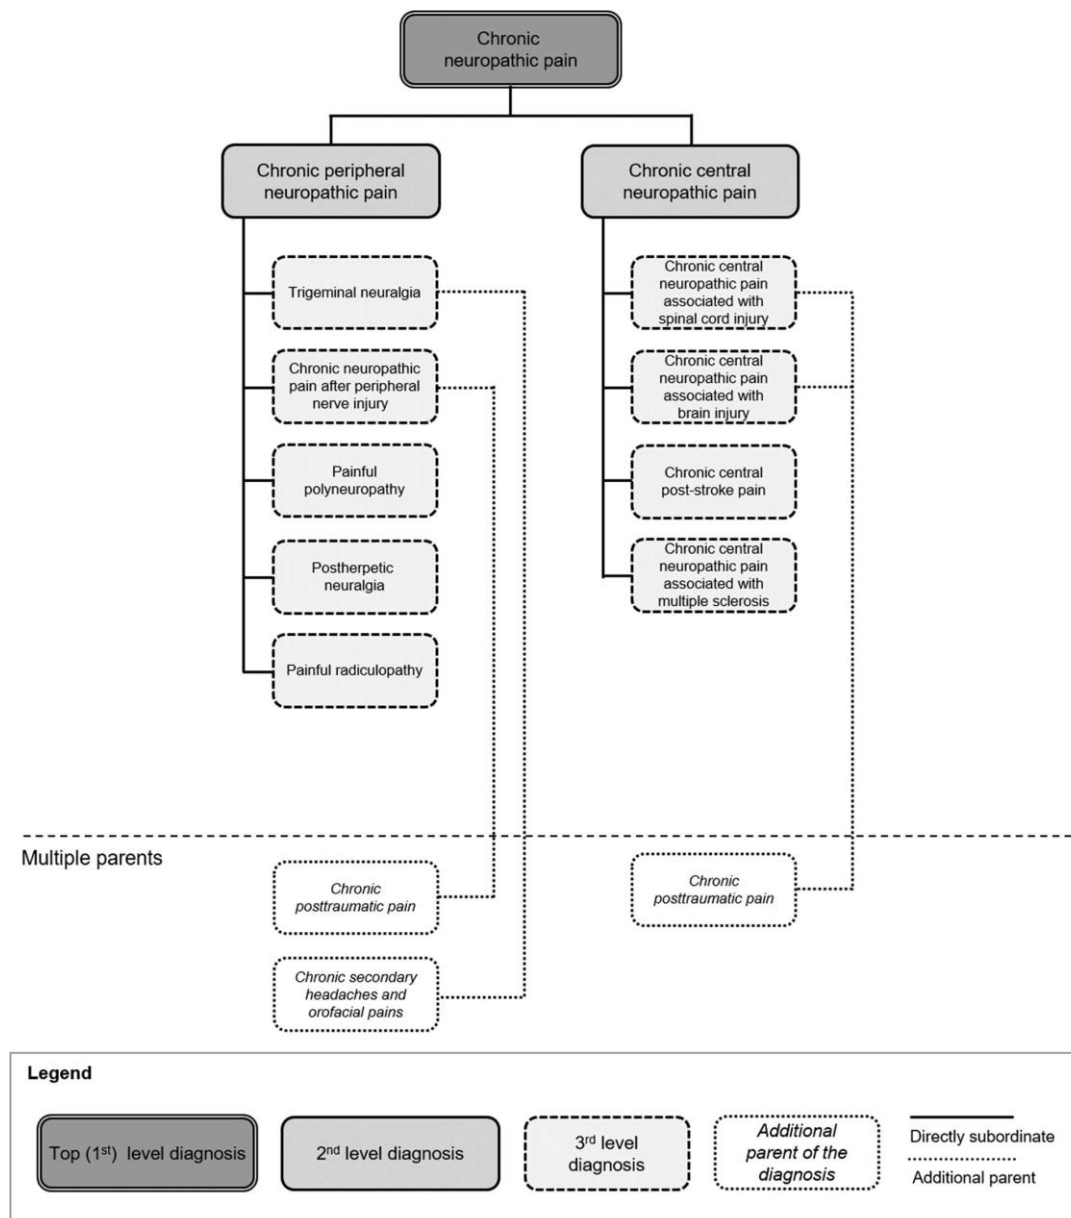 Chronic
neuropathic pain
Chronic peripheral
neuropathic pain
Chronic central
neuropathic pain
Trigeminal neuralgia
Chronic neuropathic
pain after peripheral
nerve injury
Painful
polyneuropathy
Postherpetic
neuralgia
Painful radiculopathy
Chronic central
neuropathic pain
associated with
spinal cord injury
Chronic central
neuropathic pain
associated with
brain injury
Chronic central
post-stroke pain
Chronic central
neuropathic pain
associated with
multiple sclerosis
Multiple parents
Chronic
posttraumatic pain
Chronic secondary
headaches and
orofacial pains
Chronic
posttraumatic pain
Legend
Top (1st) level diagnosis
2nd level diagnosis
3rd level
diagnosis
Additional
parent of the
diagnosis
Directly subordinate
Additional parent